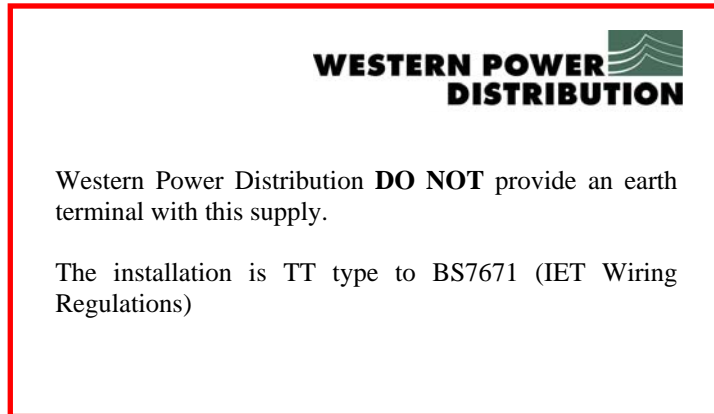 WESTERN POWER
DISTRIBUTION
Western Power Distribution DO NOT provide an earth
terminal with this supply.
The installation is TT type to BS7671 (IET Wiring
Regulations)